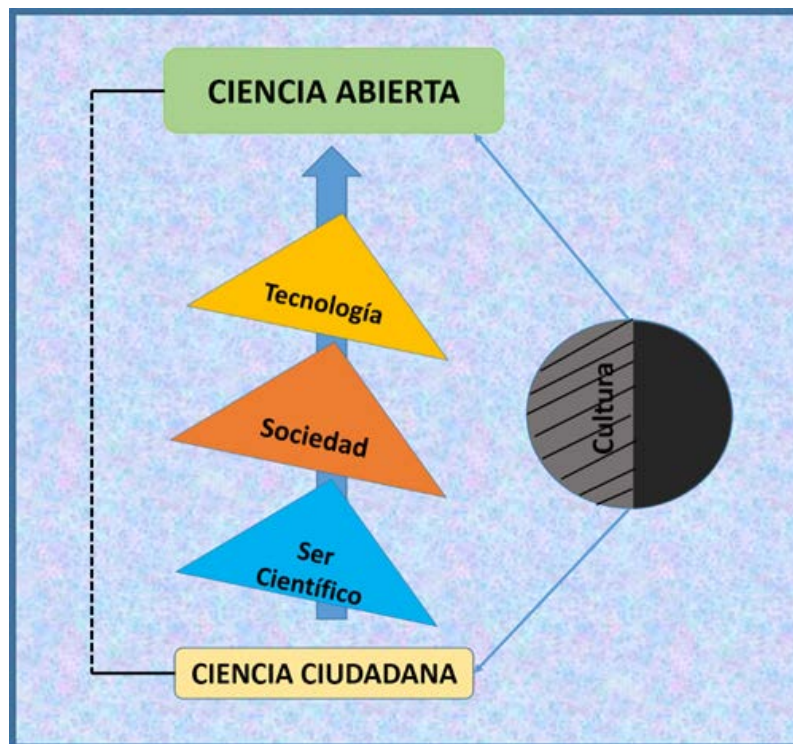 CIENCIA ABIERTA
Tecnología
Sociedad
Ser
Científico
Cultura
CIENCIA CIUDADANA